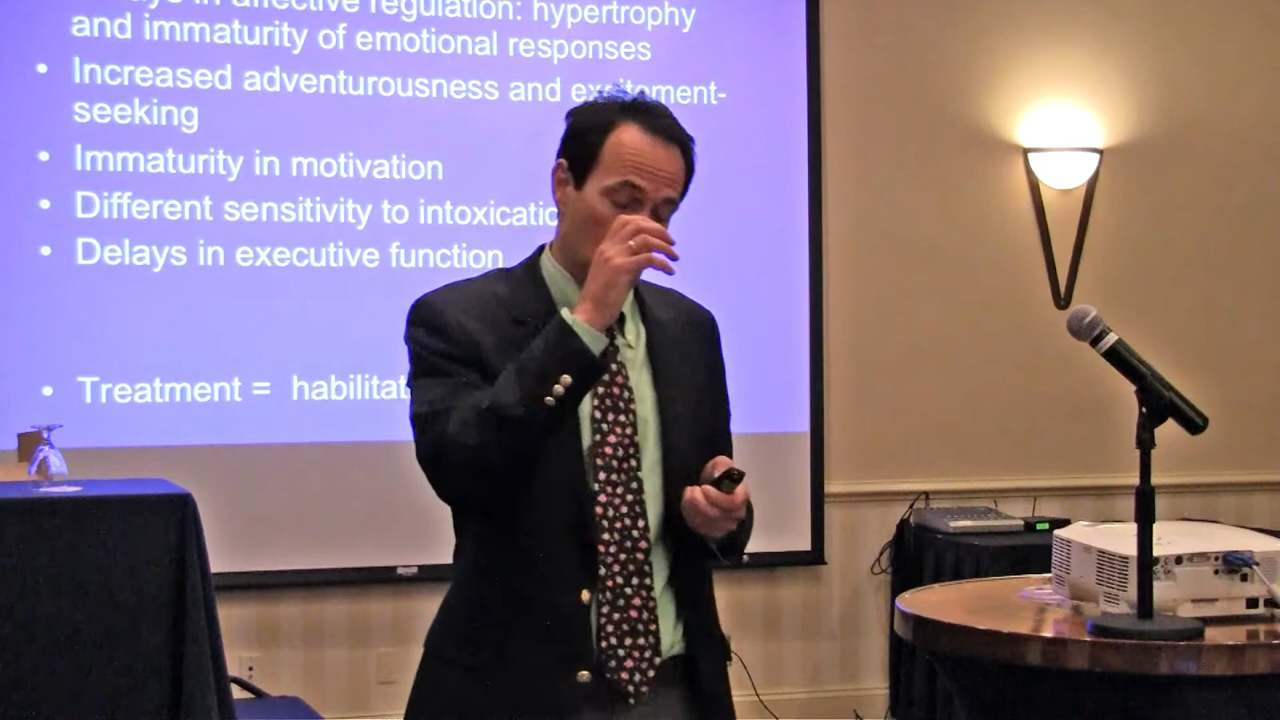 in affective regulation: hypertrophy
and immaturity of emotional responses
• Increased adventurousness and excitement-
seeking
• Immaturity in motivation
• Different sensitivity to
• Delays in executive function
• Treatment =